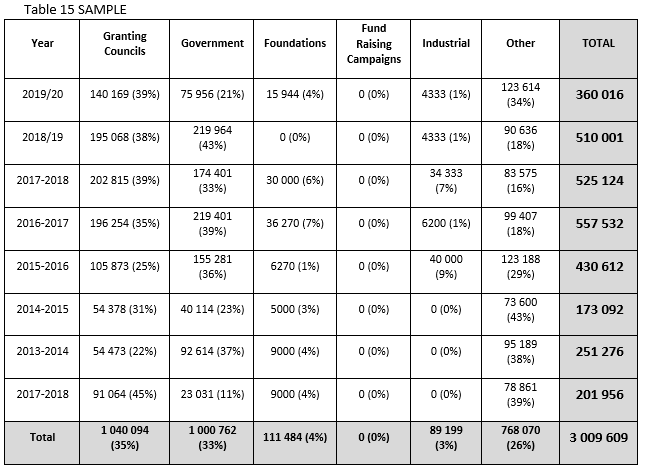 Table 15 SAMPLE
Year Granting Councils Government Foundations Fund Raising Campaigns Industrial Other TOTAL
2019/20 140 169 (39%) 75 956 (21%) 15 944 (4%) 0 (0%) 4333 (1%) 123 614 (34%) 360 016
2018/19 195 068 (38%) 219 964 (43%) 0 (0%) 0 (0%) 4333 (1%) 90 636 (18%) 510 001
2017-2018 202 815 (39%) 174 401 (33%) 30 000 (6%) 0 (0%) 34 333 (7%) 83 575 (16%) 525 124
2016-2017 196 254 (35%) 219 401 (39%) 36 270 (7%) 0 (0%) 6200 (1%) 99 407 (18%) 557 532
2015-2016 105 873 (25%) 155 281 (36%) 6270 (1%) 0 (0%) 40 000 (9%) 123 188 (29%) 430 612
2014-2015 54 378 (31%) 40 114 (23%) 5000 (3%) 0 (0%) 0 (0%) 73 600 (43%) 173 092
2013-2014 54 473 (22%) 92 614 (37%) 9000 (4%) 0 (0%) 0 (0%) 95 189 (38%) 251 276
2017-2018 91 064 (45%) 23 031 (11%) 9000 (4%) 0 (0%) 0 (0%) 78 861 (39%) 201 956
Total 1 040 094 (35%) 1 000 762 (33%) 111 484 (4%) 0 (0%) 89 199 (3%) 768 070 (26%) 3 009 609